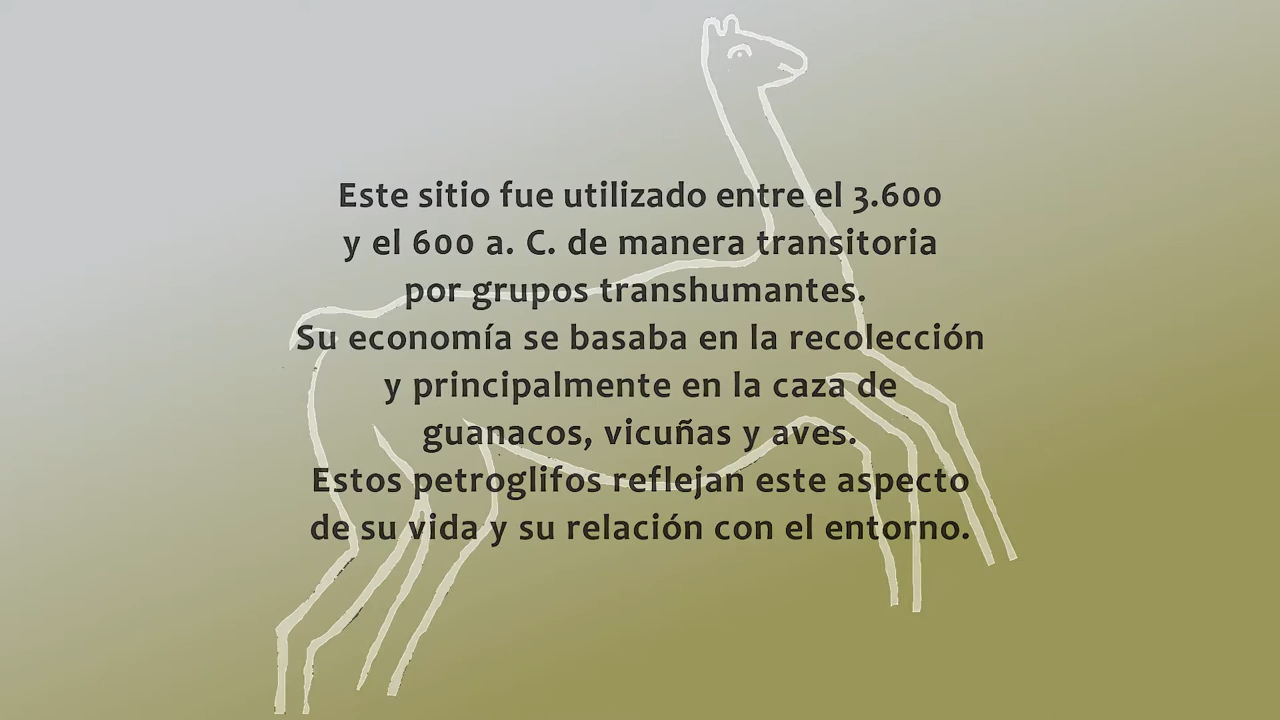 Este sitio fue utilizado entre el 3.600
y el 600 a. C. de manera transitoria
por grupos transhumantes.
Su economía se basaba en la recolección
y principalmente en la caza de
guanacos, vicuñas y aves.
Estos petroglifos reflejan este aspecto
de su vida y su relación con el entorno.